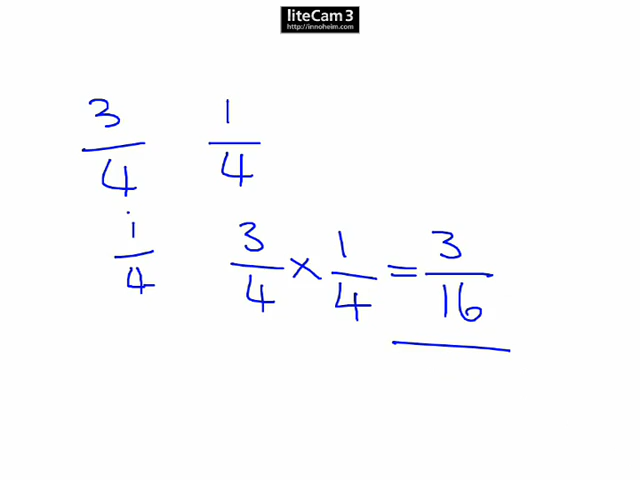 liteCam 3
http://innoheim.com
3/4 1/4
1/4 3/4 × 1/4 = 3/16